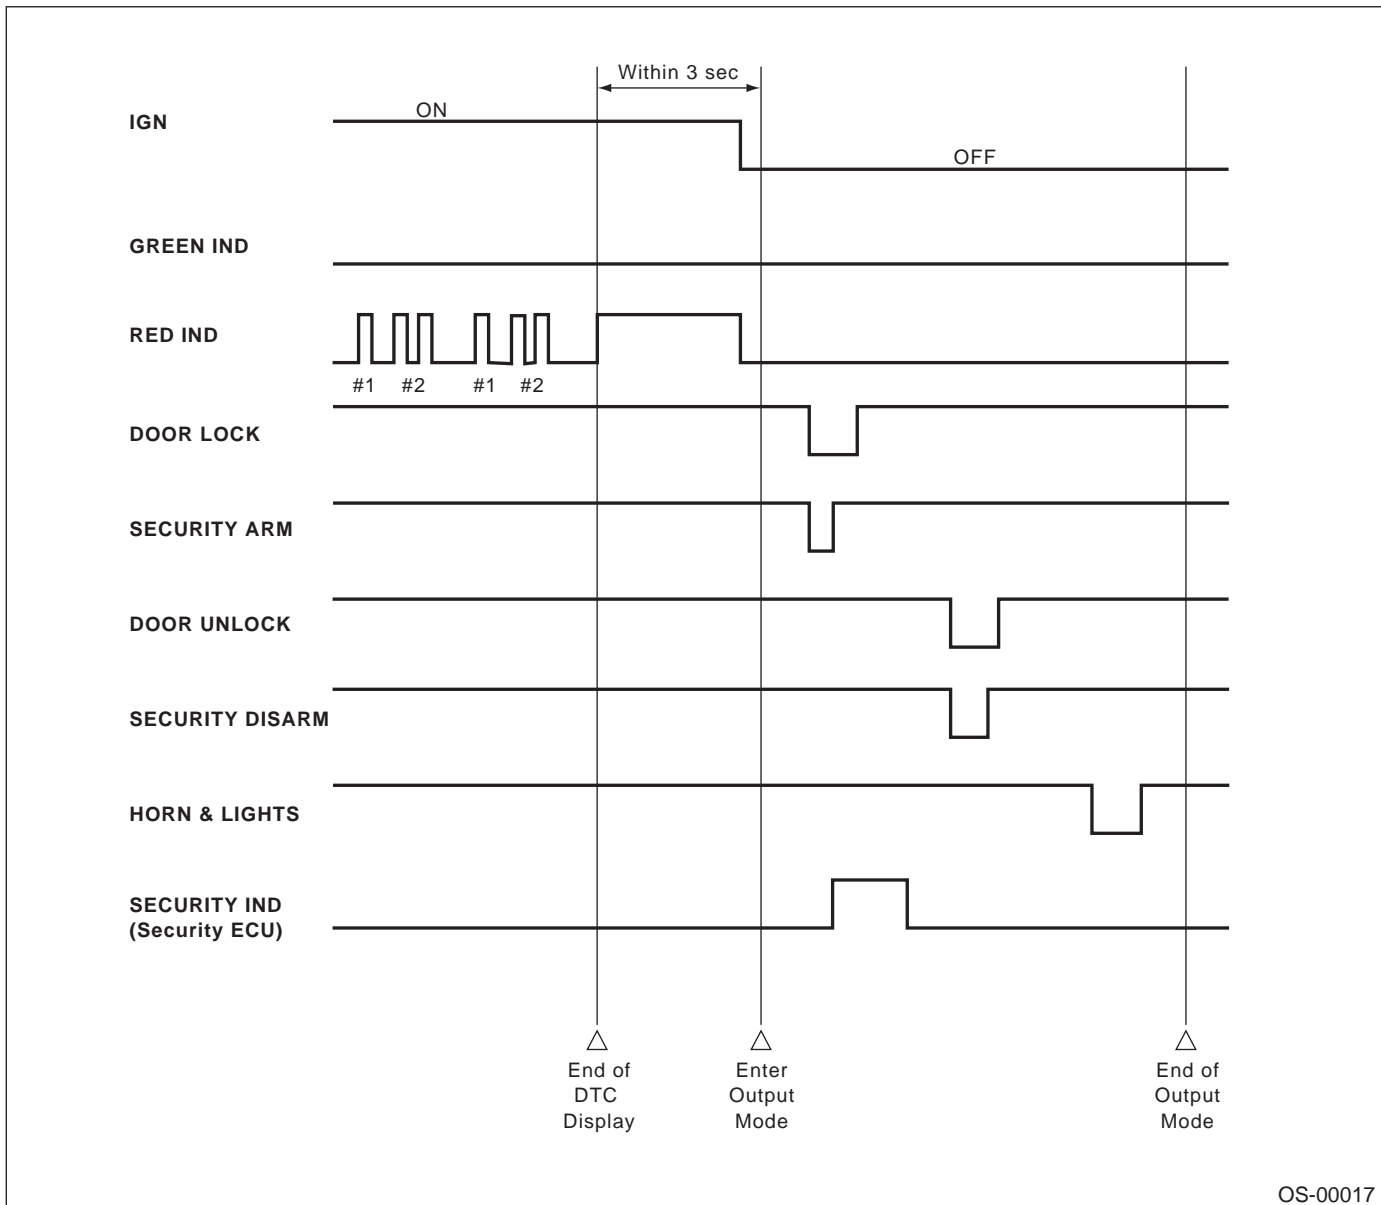 Within 3 sec
IGN
ON
OFF
GREEN IND
RED IND
#1 #2 #1 #2
DOOR LOCK
SECURITY ARM
DOOR UNLOCK
SECURITY DISARM
HORN & LIGHTS
SECURITY IND
(Security ECU)
End of
DTC
Display
Enter
Output
Mode
End of
Output
Mode
OS-00017